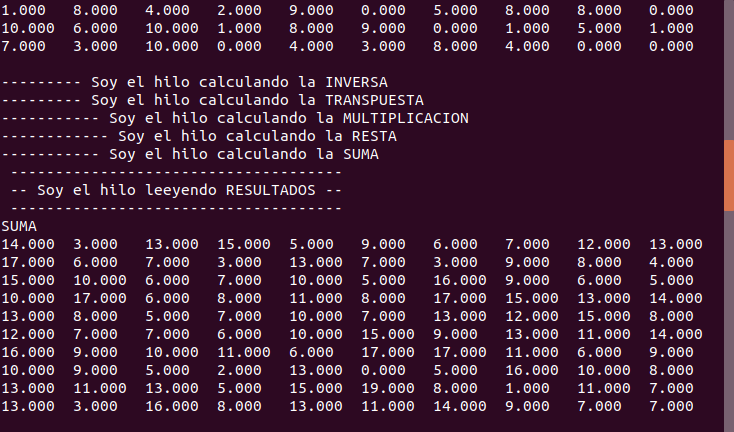 1.000 8.000 4.000 2.000 9.000 0.000 5.000 8.000 8.000 0.000
10.000 6.000 10.000 1.000 8.000 9.000 0.000 1.000 5.000 1.000
7.000 3.000 10.000 0.000 4.000 3.000 8.000 4.000 0.000 0.000
--------- Soy el hilo calculando la INVERSA
--------- Soy el hilo calculando la TRANSPUESTA
----------- Soy el hilo calculando la MULTIPLICACION
------------ Soy el hilo calculando la RESTA
----------- Soy el hilo calculando la SUMA
-------------------------------------
-- Soy el hilo leeyendo RESULTADOS --
-------------------------------------
SUMA
14.000 3.000 13.000 15.000 5.000 9.000 6.000 7.000 12.000 13.000
17.000 6.000 7.000 3.000 13.000 7.000 3.000 9.000 8.000 4.000
15.000 10.000 6.000 7.000 10.000 5.000 16.000 9.000 6.000 5.000
10.000 17.000 6.000 8.000 11.000 8.000 17.000 15.000 13.000 14.000
13.000 8.000 5.000 7.000 10.000 7.000 13.000 12.000 15.000 8.000
12.000 7.000 7.000 6.000 10.000 15.000 9.000 13.000 11.000 14.000
16.000 9.000 10.000 11.000 6.000 17.000 17.000 11.000 6.000 9.000
10.000 9.000 5.000 2.000 13.000 0.000 5.000 16.000 10.000 8.000
13.000 11.000 13.000 5.000 15.000 19.000 8.000 1.000 11.000 7.000
13.000 3.000 16.000 8.000 13.000 11.000 14.000 9.000 7.000 7.000